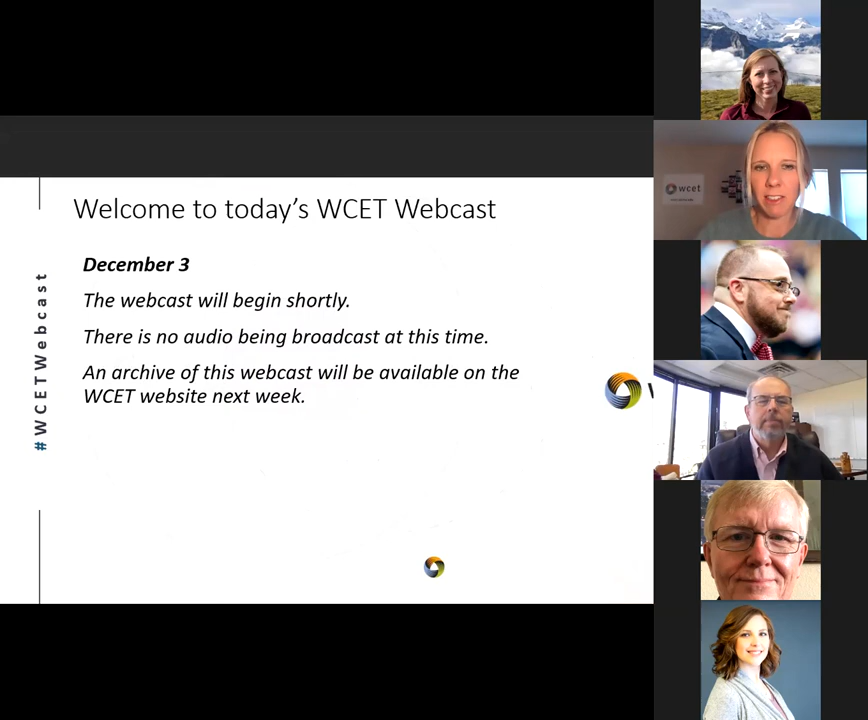 Welcome to today's WCET Webcast
December 3
The webcast will begin shortly.
There is no audio being broadcast at this time.
An archive of this webcast will be available on the
WCET website next week.
#WCETWebcast
wcet